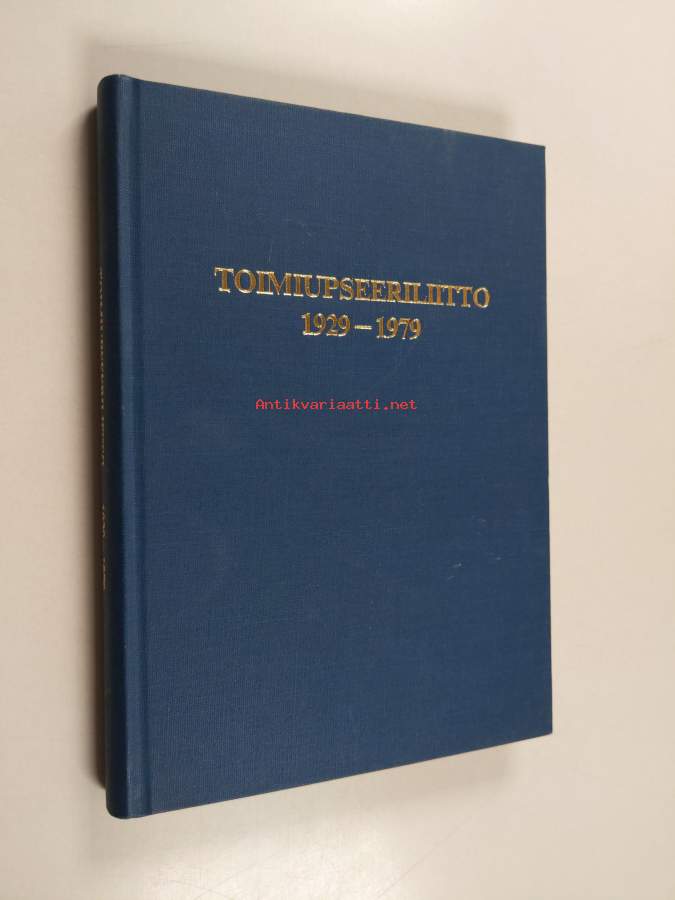 TOIMIUPSEERILIITTO
1929 – 1979
Antikvariaatti.net